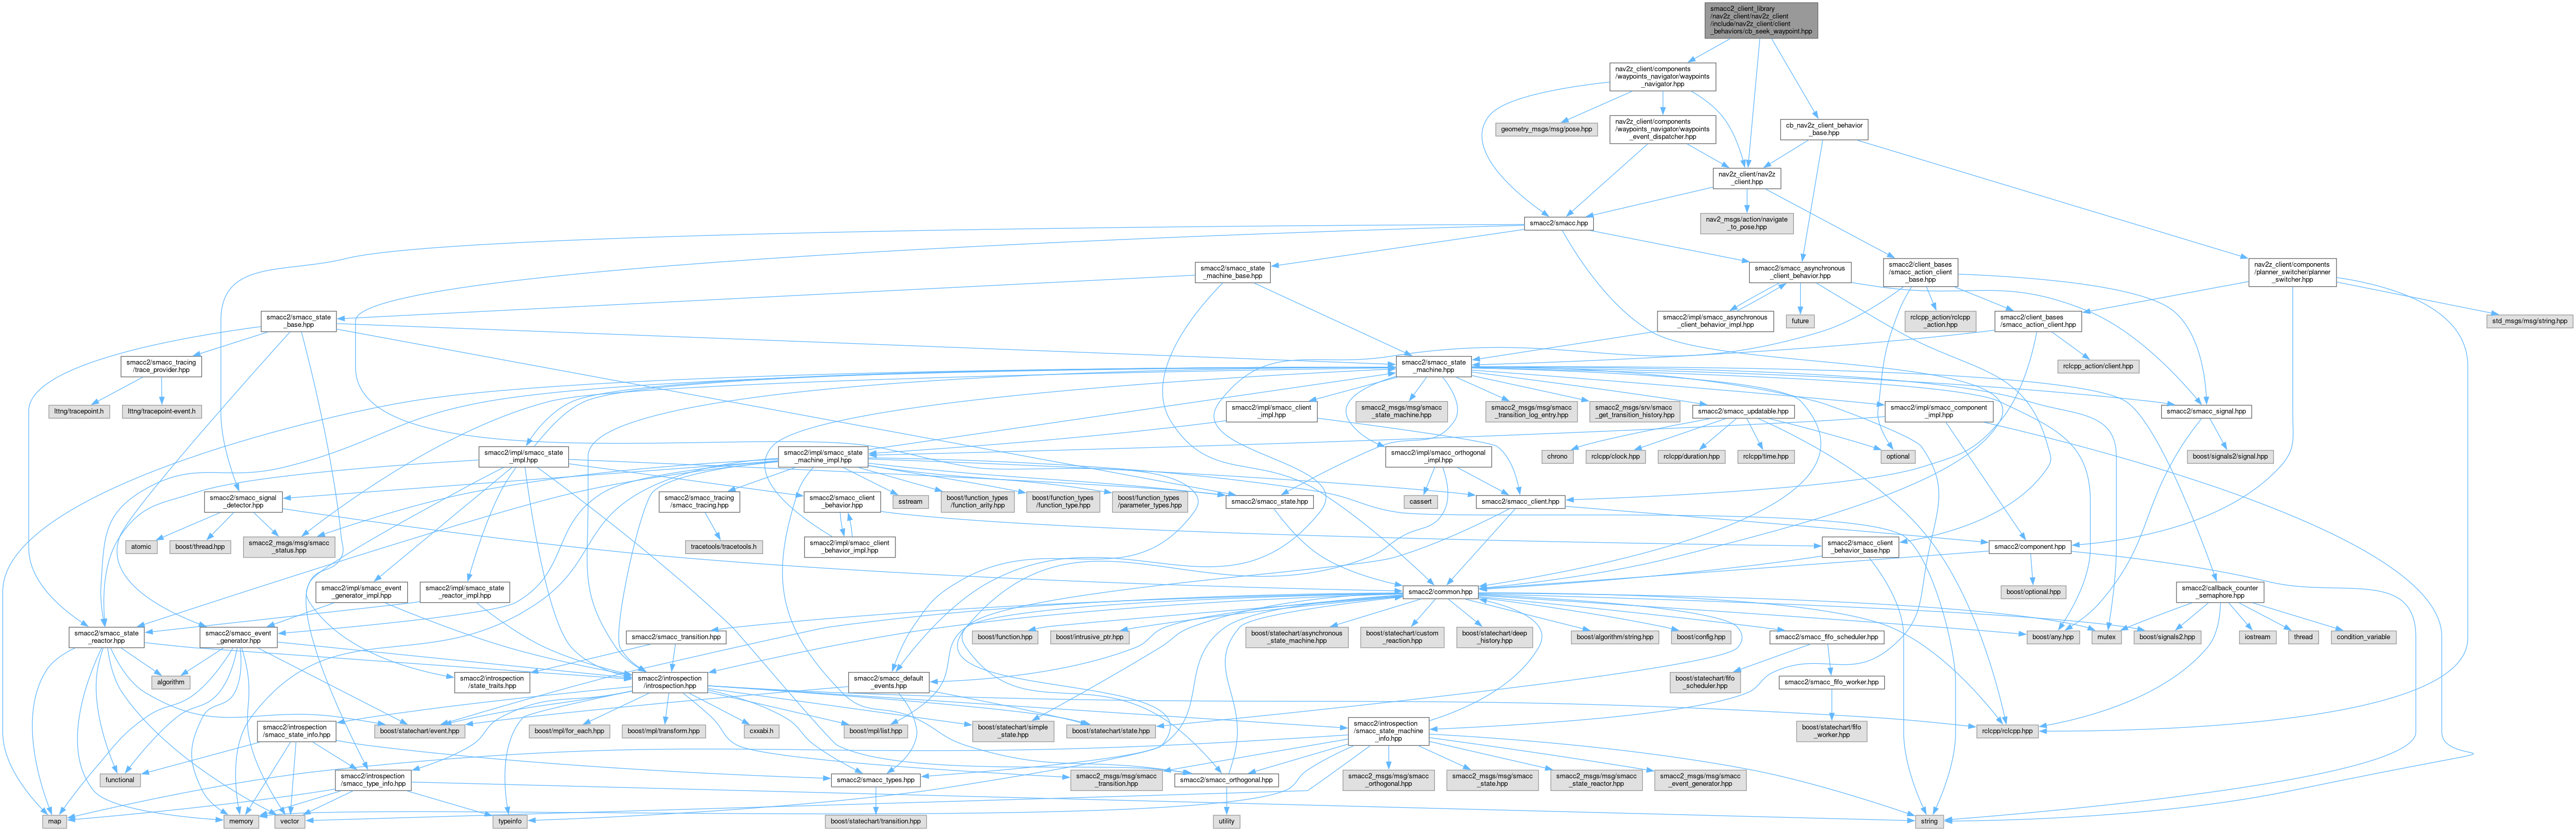 smacc2_client_library
/nav2z_client/nav2z_client
/include/nav2z_client/client
_behaviors/cb_seek_waypoint.hpp
nav2z_client/components
/waypoints_navigator/waypoints
_navigator.hpp
geometry_msgs/msg/pose.hpp
nav2z_client/components
/waypoints_navigator/waypoints
_event_dispatcher.hpp
cb_nav2z_client_behavior
_base.hpp
nav2z_client/nav2z
_client.hpp
smacc2/smacc.hpp
nav2_msgs/action/navigate
_to_pose.hpp
smacc2/smacc_state
_machine_base.hpp
smacc2/smacc_asynchronous
_client_behavior.hpp
smacc2/client_bases
/smacc_action_client
_base.hpp
nav2z_client/components
/planner_switcher/planner
_switcher.hpp
smacc2/smacc_state
_base.hpp
smacc2/impl/smacc_asynchronous
_client_behavior_impl.hpp
future
rclcpp_action/rclcpp
_action.hpp
smacc2/client_bases
/smacc_action_client.hpp
std_msgs/msg/string.hpp
smacc2/smacc_tracing
/trace_provider.hpp
smacc2/smacc_state
_machine.hpp
rclcpp_action/client.hpp
lttng/tracepoint.h
lttng/tracepoint-event.h
smacc2/impl/smacc_client
_impl.hpp
smacc2_msgs/msg/smacc
_state_machine.hpp
smacc2_msgs/msg/smacc
_transition_log_entry.hpp
smacc2_msgs/srv/smacc
_get_transition_history.hpp
smacc2/smacc_updatable.hpp
smacc2/impl/smacc_component
_impl.hpp
smacc2/smacc_signal.hpp
smacc2/impl/smacc_state
_impl.hpp
smacc2/impl/smacc_state
_machine_impl.hpp
smacc2/impl/smacc_orthogonal
_impl.hpp
chrono
rclcpp/clock.hpp
rclcpp/duration.hpp
rclcpp/time.hpp
optional
boost/signals2/signal.hpp
smacc2/smacc_signal
_detector.hpp
smacc2/smacc_tracing
/smacc_tracing.hpp
smacc2/smacc_client
_behavior.hpp
sstream
boost/function_types
/function_arity.hpp
boost/function_types
/function_type.hpp
boost/function_types
/parameter_types.hpp
smacc2/smacc_state.hpp
cassert
smacc2/smacc_client.hpp
atomic
boost/thread.hpp
smacc2_msgs/msg/smacc
_status.hpp
tracetools/tracetools.h
smacc2/impl/smacc_client
_behavior_impl.hpp
smacc2/smacc_client
_behavior_base.hpp
smacc2/component.hpp
smacc2/impl/smacc_event
_generator_impl.hpp
smacc2/impl/smacc_state
_reactor_impl.hpp
smacc2/common.hpp
boost/optional.hpp
smacc2/callback_counter
_semaphore.hpp
smacc2/smacc_state
_reactor.hpp
smacc2/smacc_event
_generator.hpp
smacc2/smacc_transition.hpp
boost/function.hpp
boost/intrusive_ptr.hpp
boost/statechart/asynchronous
_state_machine.hpp
boost/statechart/custom
_reaction.hpp
boost/statechart/deep
_history.hpp
boost/algorithm/string.hpp
boost/config.hpp
smacc2/smacc_fifo_scheduler.hpp
boost/any.hpp
mutex
boost/signals2.hpp
iostream
thread
condition_variable
algorithm
smacc2/introspection
/state_traits.hpp
smacc2/introspection
/introspection.hpp
smacc2/smacc_default
_events.hpp
boost/statechart/fifo
_scheduler.hpp
smacc2/smacc_fifo_worker.hpp
smacc2/introspection
/smacc_state_info.hpp
boost/statechart/event.hpp
boost/mpl/for_each.hpp
boost/mpl/transform.hpp
cxxabi.h
boost/mpl/list.hpp
boost/statechart/simple
_state.hpp
boost/statechart/state.hpp
smacc2/introspection
/smacc_state_machine
_info.hpp
boost/statechart/fifo
_worker.hpp
rclcpp/rclcpp.hpp
functional
smacc2/introspection
/smacc_type_info.hpp
smacc2/smacc_types.hpp
smacc2_msgs/msg/smacc
_transition.hpp
smacc2/smacc_orthogonal.hpp
smacc2_msgs/msg/smacc
_orthogonal.hpp
smacc2_msgs/msg/smacc
_state.hpp
smacc2_msgs/msg/smacc
_state_reactor.hpp
smacc2_msgs/msg/smacc
_event_generator.hpp
map
memory
vector
typeinfo
boost/statechart/transition.hpp
utility
string